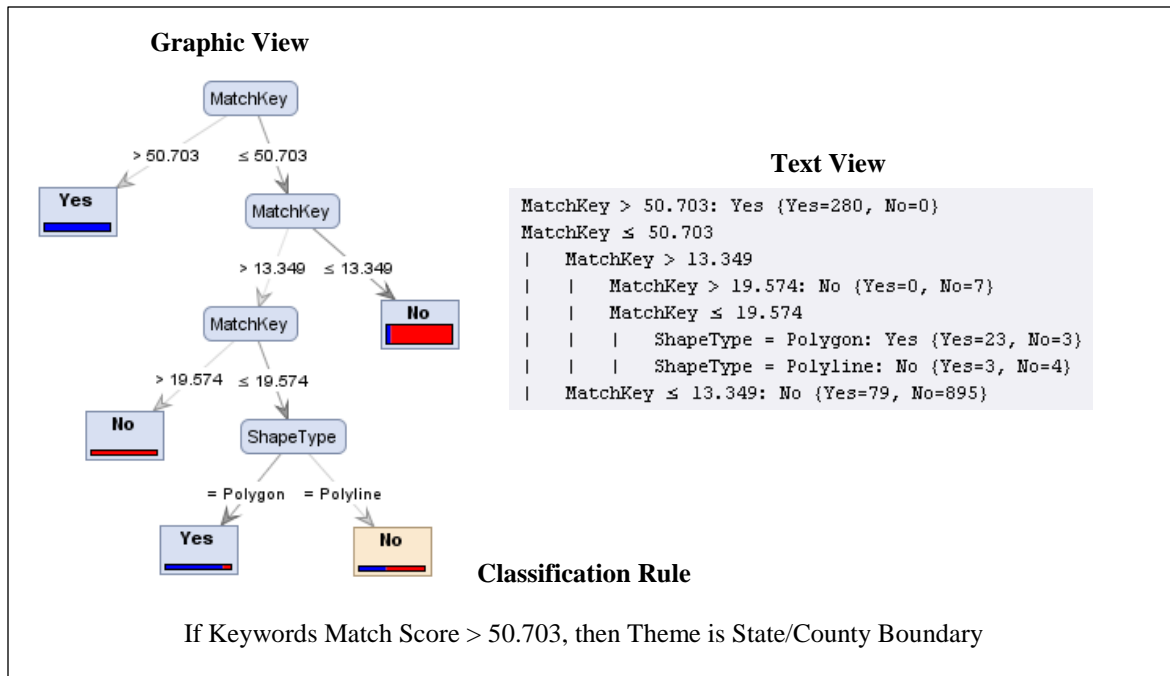 Graphic View
MatchKey
> 50.703 ≤ 50.703
Yes
MatchKey
> 13.349 ≤ 13.349
MatchKey
No
> 19.574 ≤ 19.574
No
ShapeType
= Polygon = Polyline
Yes No
Text View
MatchKey > 50.703: Yes {Yes=280, No=0}
MatchKey ≤ 50.703
| MatchKey > 13.349
| | MatchKey > 19.574: No {Yes=0, No=7}
| | MatchKey ≤ 19.574
| | | ShapeType = Polygon: Yes {Yes=23, No=3}
| | | ShapeType = Polyline: No {Yes=3, No=4}
| MatchKey ≤ 13.349: No {Yes=79, No=895}
Classification Rule
If Keywords Match Score > 50.703, then Theme is State/County Boundary